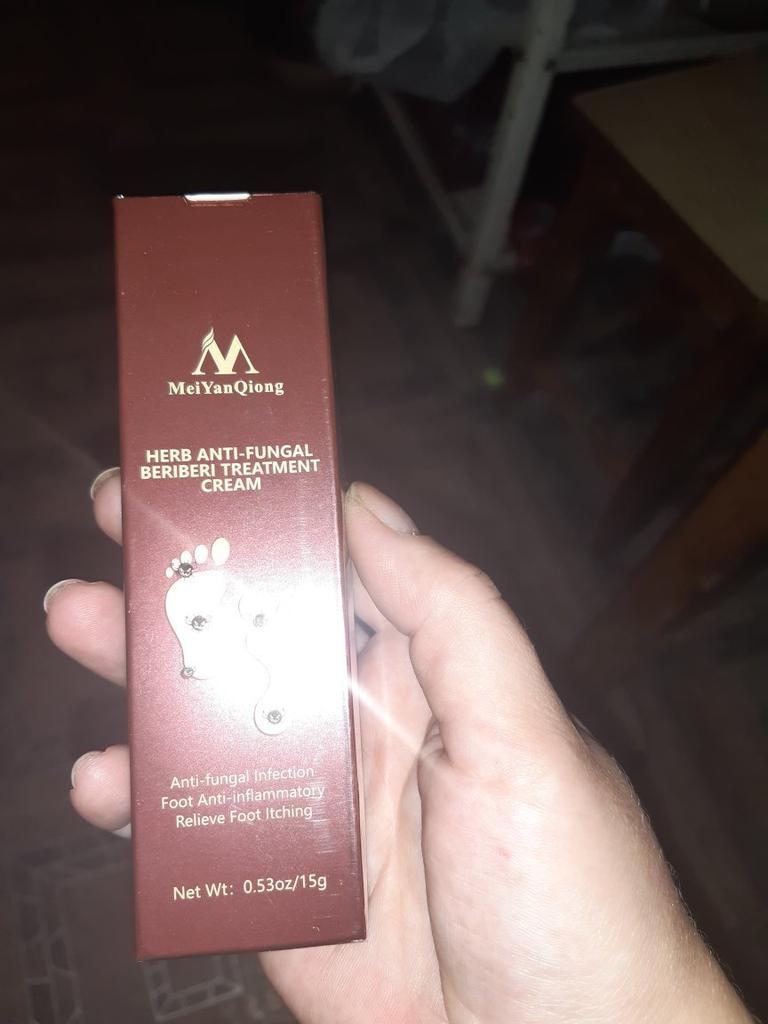 MeiYanQiong
HERB ANTI-FUNGAL
BERIBERI TREATMENT
CREAM
Anti-fungal Infection
Foot Anti-inflammatory
Relieve Foot Itching
Net Wt: 0.53oz/15g